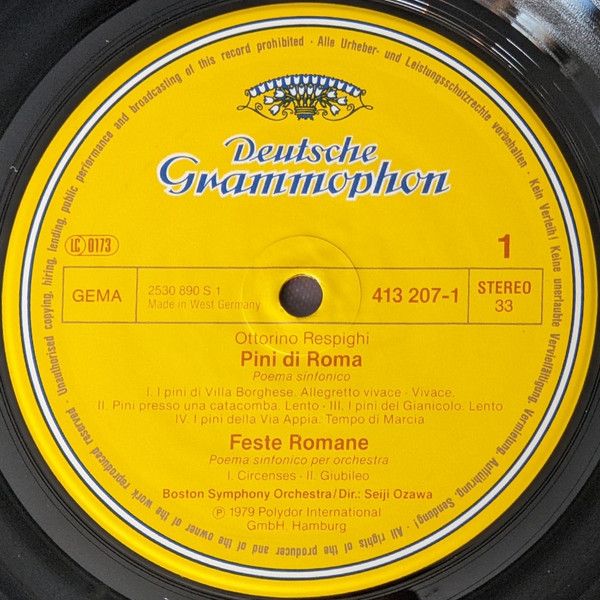 Unauthorised copying, hiring, lending, public performance and broadcasting of this record prohibited · Alle Urheber- und Leistungsschutzrechte vorbehalten · Kein Verleih! Keine unerlaubte Vervielfältigung, Vermietung, Aufführung, Sendung! · All rights of the producer and of the owner of the work reproduced reserved
Deutsche
Grammophon
LC 0173
1
GEMA
2530 890 S 1
Made in West Germany
413 207-1
STEREO
33
Ottorino Respighi
Pini di Roma
Poema sinfonico
I. I pini di Villa Borghese. Allegretto vivace - Vivace.
II. Pini presso una catacomba. Lento - III. I pini del Gianicolo. Lento
IV. I pini della Via Appia. Tempo di Marcia
Feste Romane
Poema sinfonico per orchestra
I. Circenses - II. Giubileo
Boston Symphony Orchestra/Dir.: Seiji Ozawa
℗ 1979 Polydor International
GmbH, Hamburg